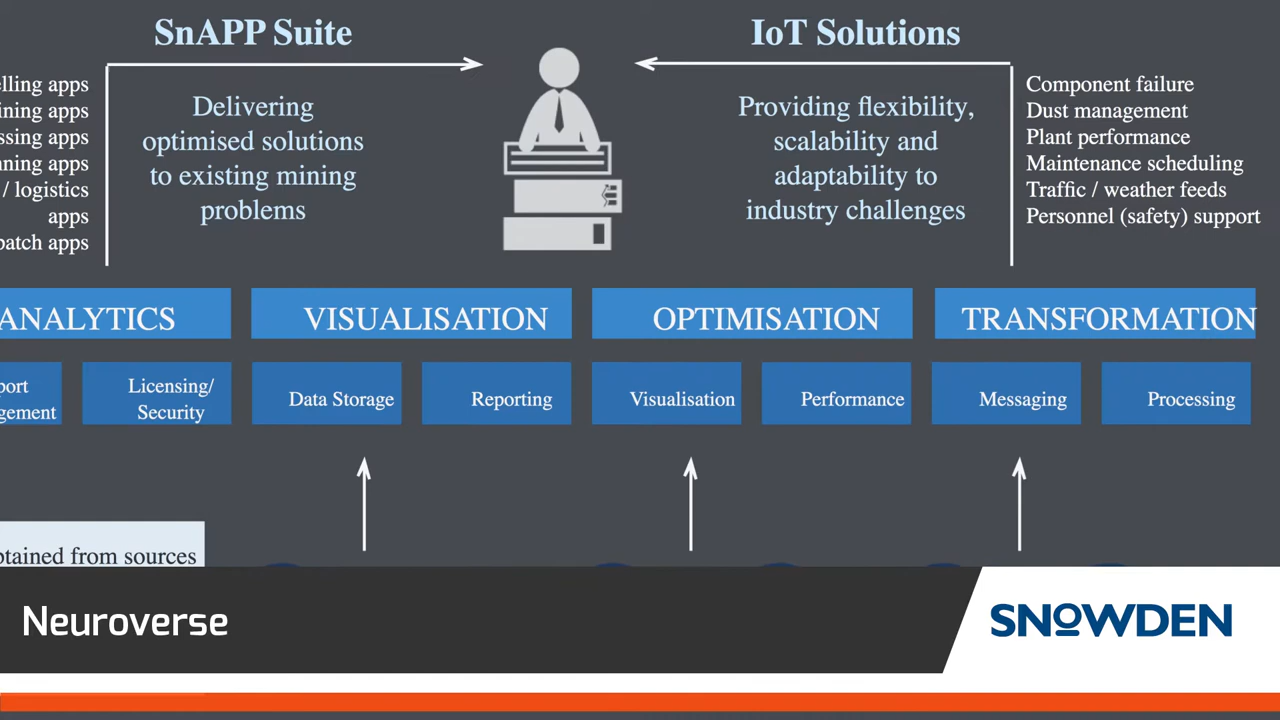 SnAPP Suite
IoT Solutions
elling apps
ining apps
ssing apps
nning apps
/ logistics
apps
patch apps
Delivering
optimised solutions
to existing mining
problems
Providing flexibility,
scalability and
adaptability to
industry challenges
Component failure
Dust management
Plant performance
Maintenance scheduling
Traffic / weather feeds
Personnel (safety) support
ANALYTICS
VISUALISATION
OPTIMISATION
TRANSFORMATION
port
gement
Licensing/
Security
Data Storage
Reporting
Visualisation
Performance
Messaging
Processing
btained from sources
Neuroverse
SNOWDEN